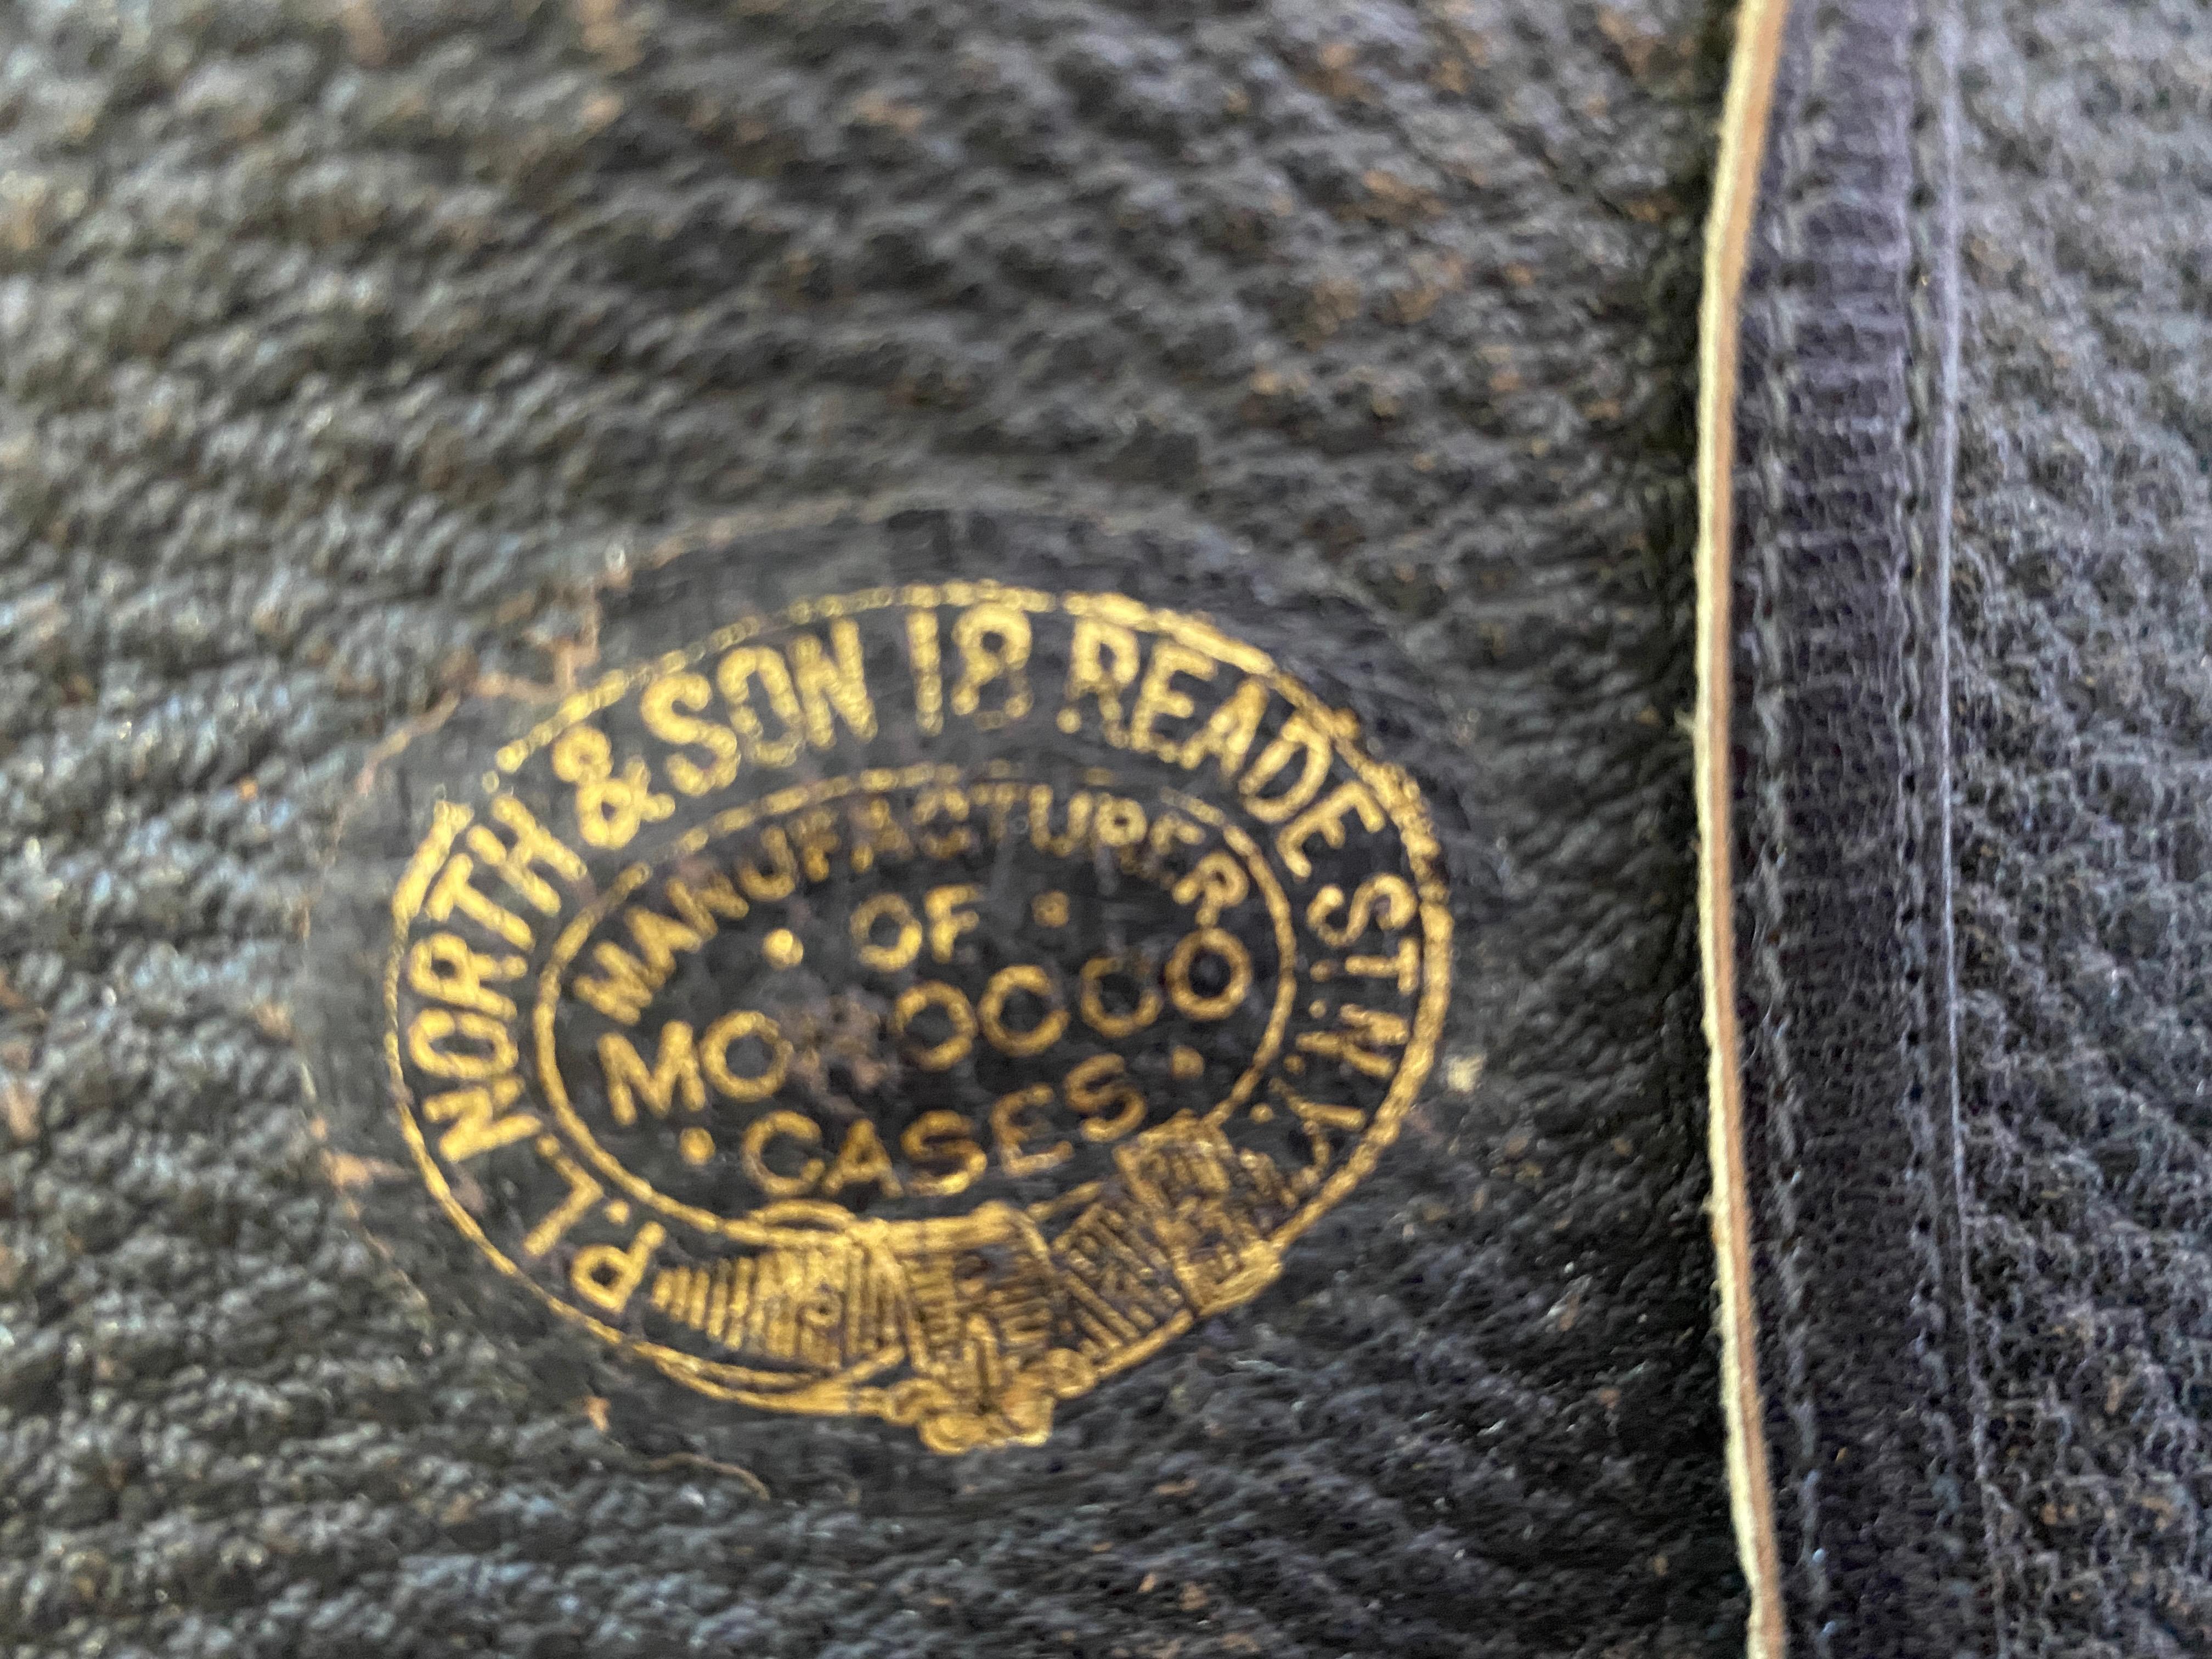 P.L. NORTH & SON 18 READE ST. N.Y.
MANUFACTURER
· OF ·
MOROCCO
· CASES ·